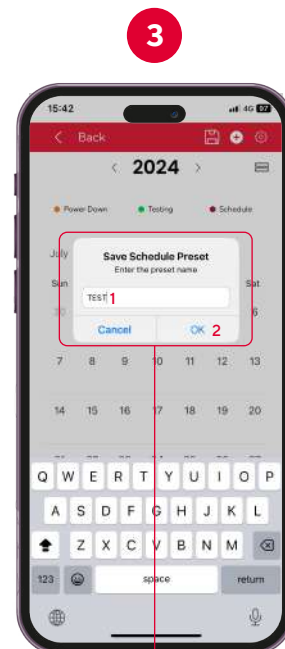 3
15:42
4G 67
Back
2024
Power Down Testing Schedule
July
Save Schedule Preset
Enter the preset name
Sun
Sat
TEST 1
30
6
Cancel OK 2
7 8 9 10 11 12 13
14 15 16 17 18 19 20
Q W E R T Y U I O P
A S D F G H J K L
Z X C V B N M
123 space return